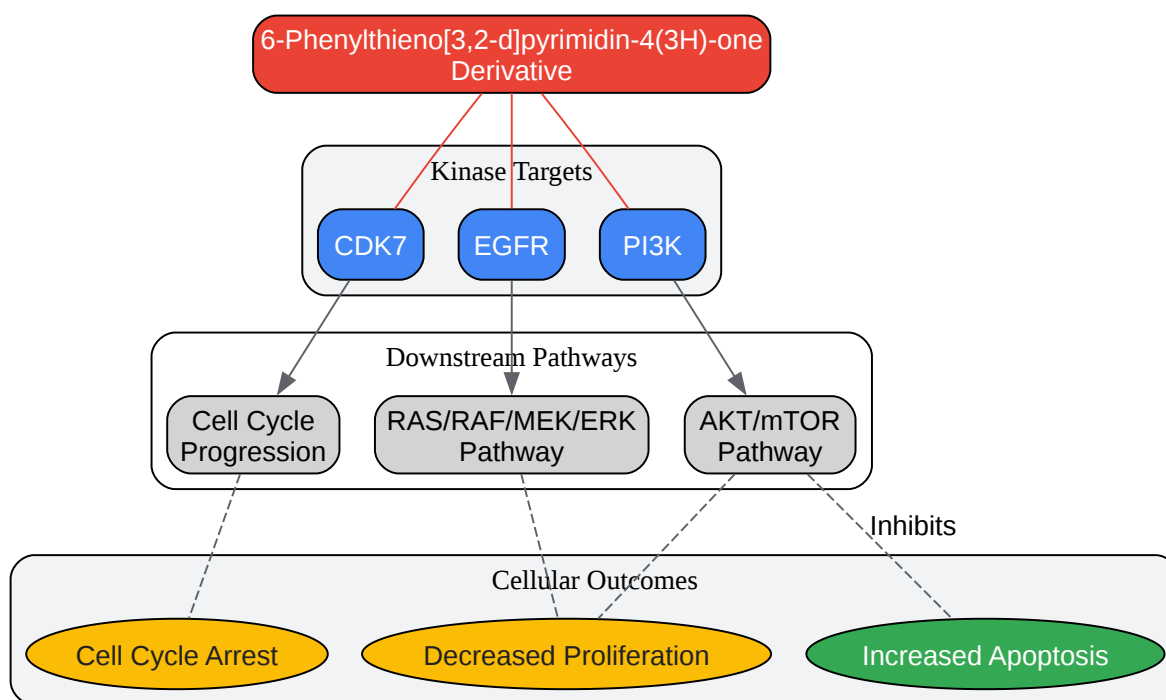 6-Phenylthieno[3,2-d]pyrimidin-4(3H)-one
Derivative
Kinase Targets
CDK7
EGFR
PI3K
Downstream Pathways
Cell Cycle
Progression
RAS/RAF/MEK/ERK
Pathway
AKT/mTOR
Pathway
Inhibits
Cellular Outcomes
Cell Cycle Arrest
Decreased Proliferation
Increased Apoptosis